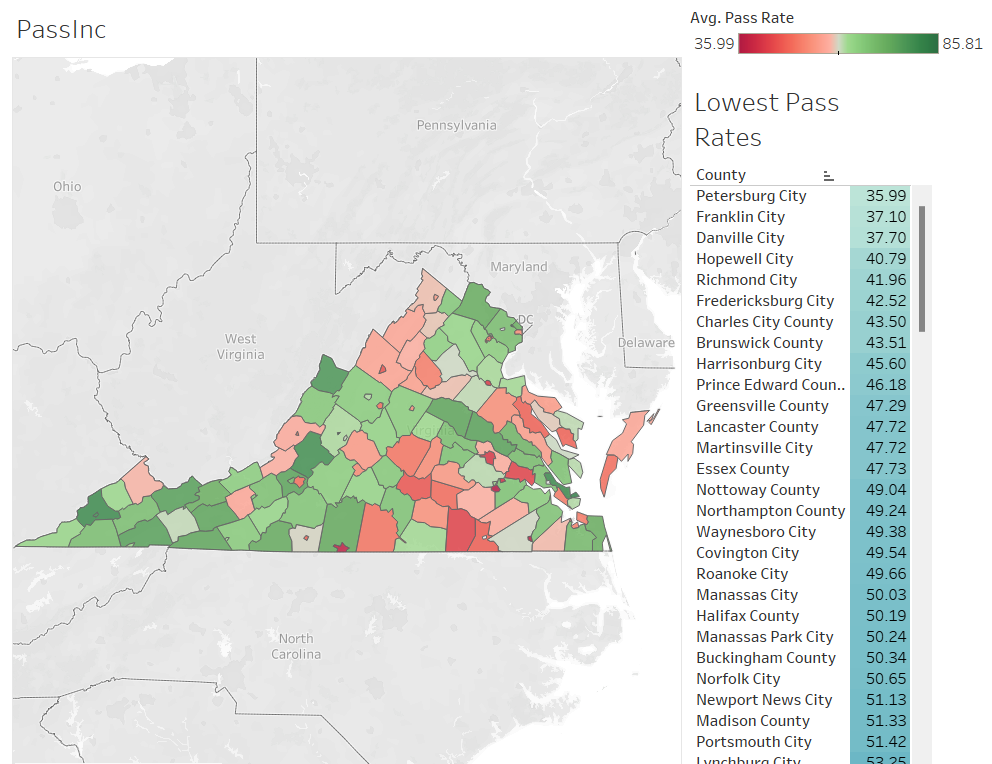 PassInc
Avg. Pass Rate
35.99 85.81
Pennsylvania
Ohio
Maryland
DC
West
Virginia
Delaware
North
Carolina
Lowest Pass
Rates
County
Petersburg City 35.99
Franklin City 37.10
Danville City 37.70
Hopewell City 40.79
Richmond City 41.96
Fredericksburg City 42.52
Charles City County 43.50
Brunswick County 43.51
Harrisonburg City 45.60
Prince Edward Coun.. 46.18
Greensville County 47.29
Lancaster County 47.72
Martinsville City 47.72
Essex County 47.73
Nottoway County 49.04
Northampton County 49.24
Waynesboro City 49.38
Covington City 49.54
Roanoke City 49.66
Manassas City 50.03
Halifax County 50.19
Manassas Park City 50.24
Buckingham County 50.34
Norfolk City 50.65
Newport News City 51.13
Madison County 51.33
Portsmouth City 51.42
Lynchburg City 53.25